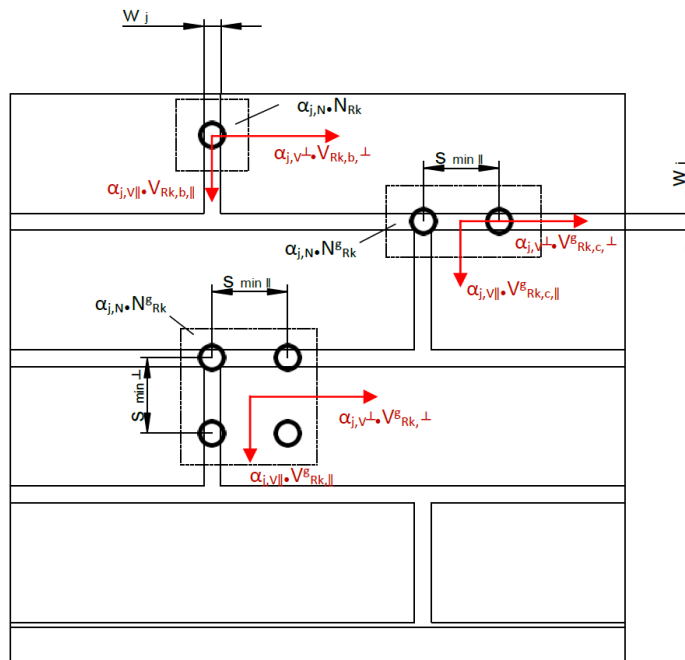 w j
αj,N•NRk
αj,V⊥•VRk,b,⊥
αj,V||•VRk,b,||
s min ||
w j
αj,N•NgRk
αj,V⊥•VgRk,c,⊥
αj,V||•VgRk,c,||
αj,N•NgRk
s min ||
s min ⊥
αj,V⊥•VgRk,⊥
αj,V||•VgRk,||